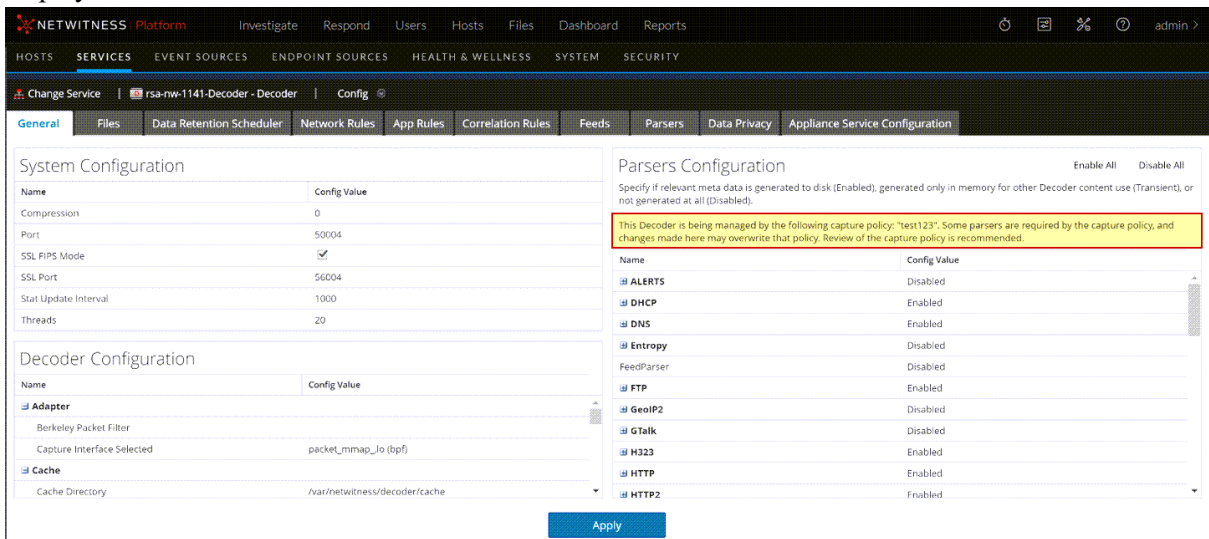 NETWITNESS Platform Investigate Respond Users Hosts Files Dashboard Reports admin >
HOSTS SERVICES EVENT SOURCES ENDPOINT SOURCES HEALTH & WELLNESS SYSTEM SECURITY
Change Service | rsa-nw-1141-Decoder - Decoder | Config
General Files Data Retention Scheduler Network Rules App Rules Correlation Rules Feeds Parsers Data Privacy Appliance Service Configuration
System Configuration
Name Config Value
Compression 0
Port 50004
SSL FIPS Mode
SSL Port 56004
Stat Update Interval 1000
Threads 20
Decoder Configuration
Name Config Value
Adapter
Berkeley Packet Filter
Capture Interface Selected packet_mmap_,lo (bpf)
Cache
Cache Directory /var/netwitness/decoder/cache
Parsers Configuration Enable All Disable All
Specify if relevant meta data is generated to disk (Enabled), generated only in memory for other Decoder content use (Transient), or
not generated at all (Disabled).
This Decoder is being managed by the following capture policy: "test123". Some parsers are required by the capture policy, and
changes made here may overwrite that policy. Review of the capture policy is recommended.
Name Config Value
ALERTS Disabled
DHCP Enabled
DNS Enabled
Entropy Disabled
FeedParser Disabled
FTP Enabled
GeoIP2 Disabled
GTalk Disabled
H323 Enabled
HTTP Enabled
HTTP2 Enabled
Apply